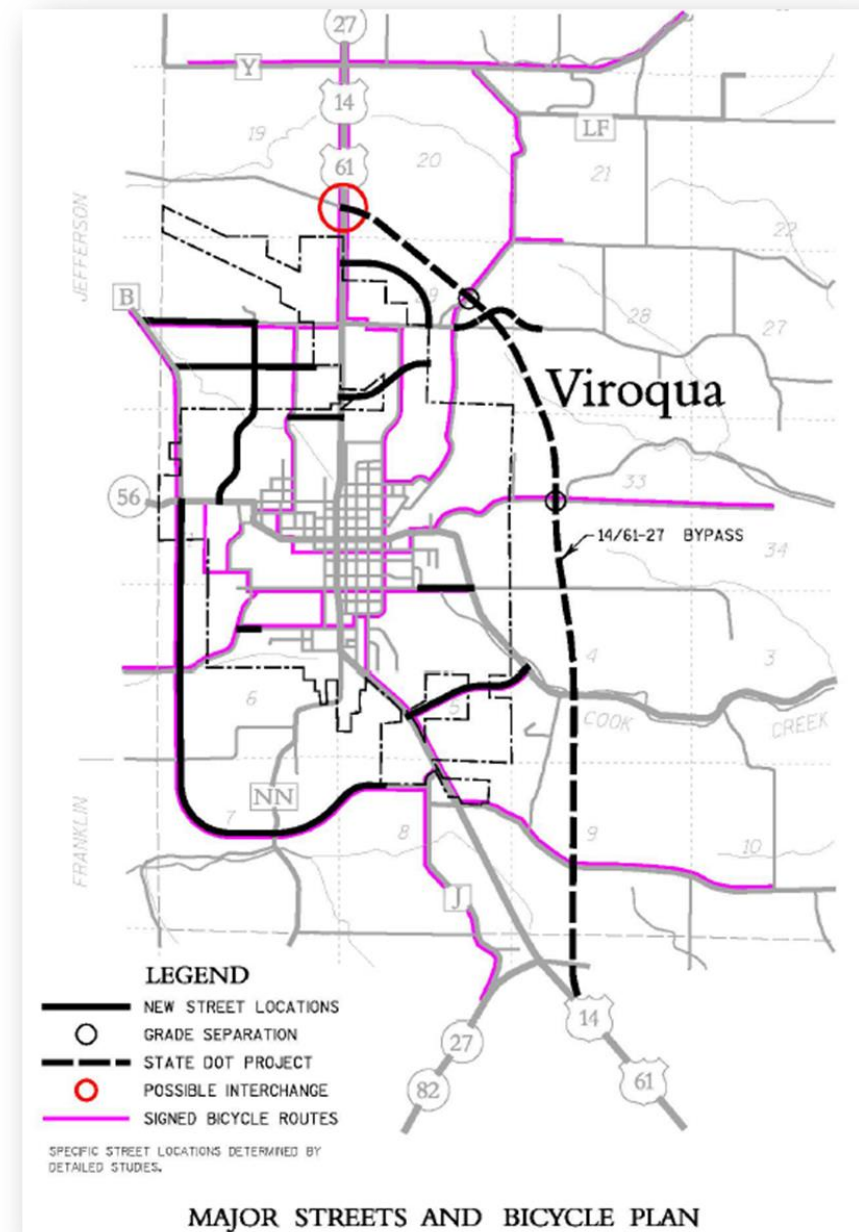 27
Y
14
LF
19
61
20
21
JEFFERSON
22
B
29
28
27
Viroqua
56
33
14/61-27 BYPASS
34
4
3
6
5
COOK
CREEK
NN
7
8
9
10
FRANKLIN
J
LEGEND
NEW STREET LOCATIONS
GRADE SEPARATION
STATE DOT PROJECT
POSSIBLE INTERCHANGE
SIGNED BICYCLE ROUTES
14
27
61
82
SPECIFIC STREET LOCATIONS DETERMINED BY
DETAILED STUDIES.
MAJOR STREETS AND BICYCLE PLAN